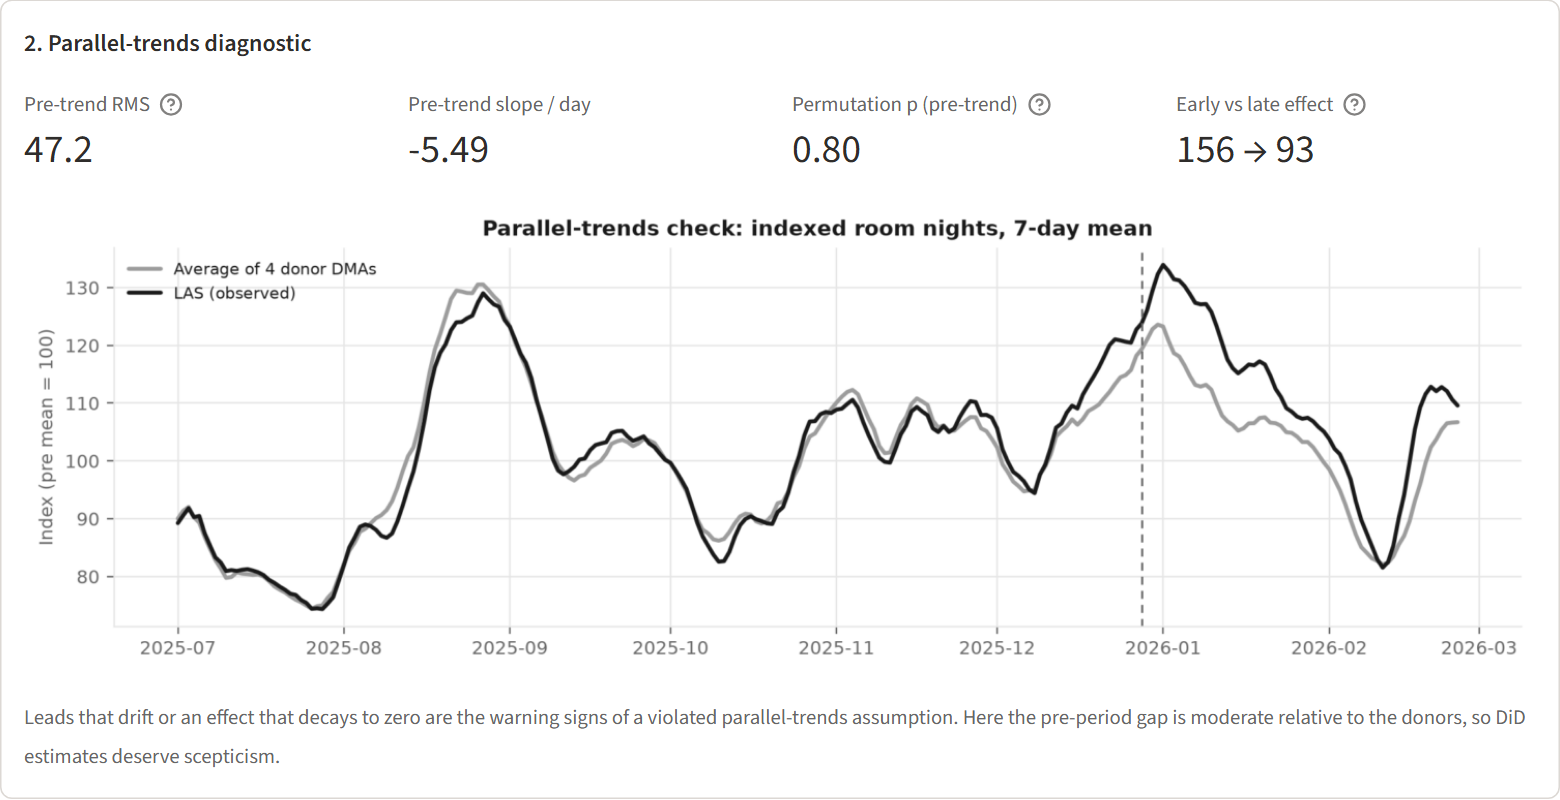 2. Parallel-trends diagnostic
Pre-trend RMS ?
47.2
Pre-trend slope / day
-5.49
Permutation p (pre-trend) ?
0.80
Early vs late effect ?
156 → 93
Parallel-trends check: indexed room nights, 7-day mean
Average of 4 donor DMAs
LAS (observed)
Index (pre mean = 100)
130
120
110
100
90
80
2025-07 2025-08 2025-09 2025-10 2025-11 2025-12 2026-01 2026-02 2026-03
Leads that drift or an effect that decays to zero are the warning signs of a violated parallel-trends assumption. Here the pre-period gap is moderate relative to the donors, so DiD
estimates deserve scepticism.